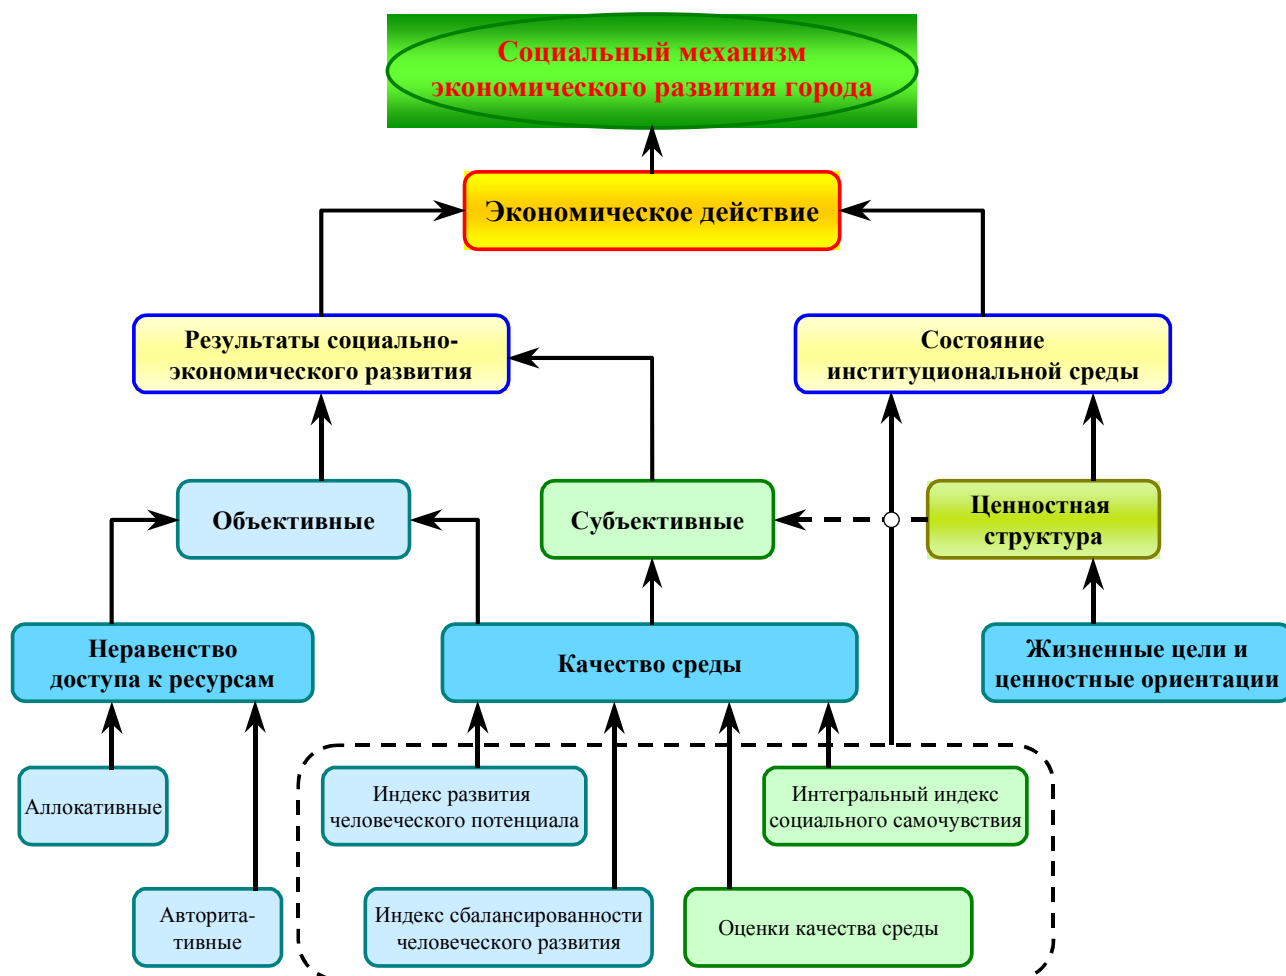 Социальный механизм
экономического развития города
Экономическое действие
Результаты социально-
экономического развития
Состояние
институциональной среды
Объективные
Субъективные
Ценностная
структура
Неравенство
доступа к ресурсам
Качество среды
Жизненные цели и
ценностные ориентации
Аллокативные
Индекс развития
человеческого потенциала
Интегральный индекс
социального самочувствия
Авторита-
тивные
Индекс сбалансированности
человеческого развития
Оценки качества среды